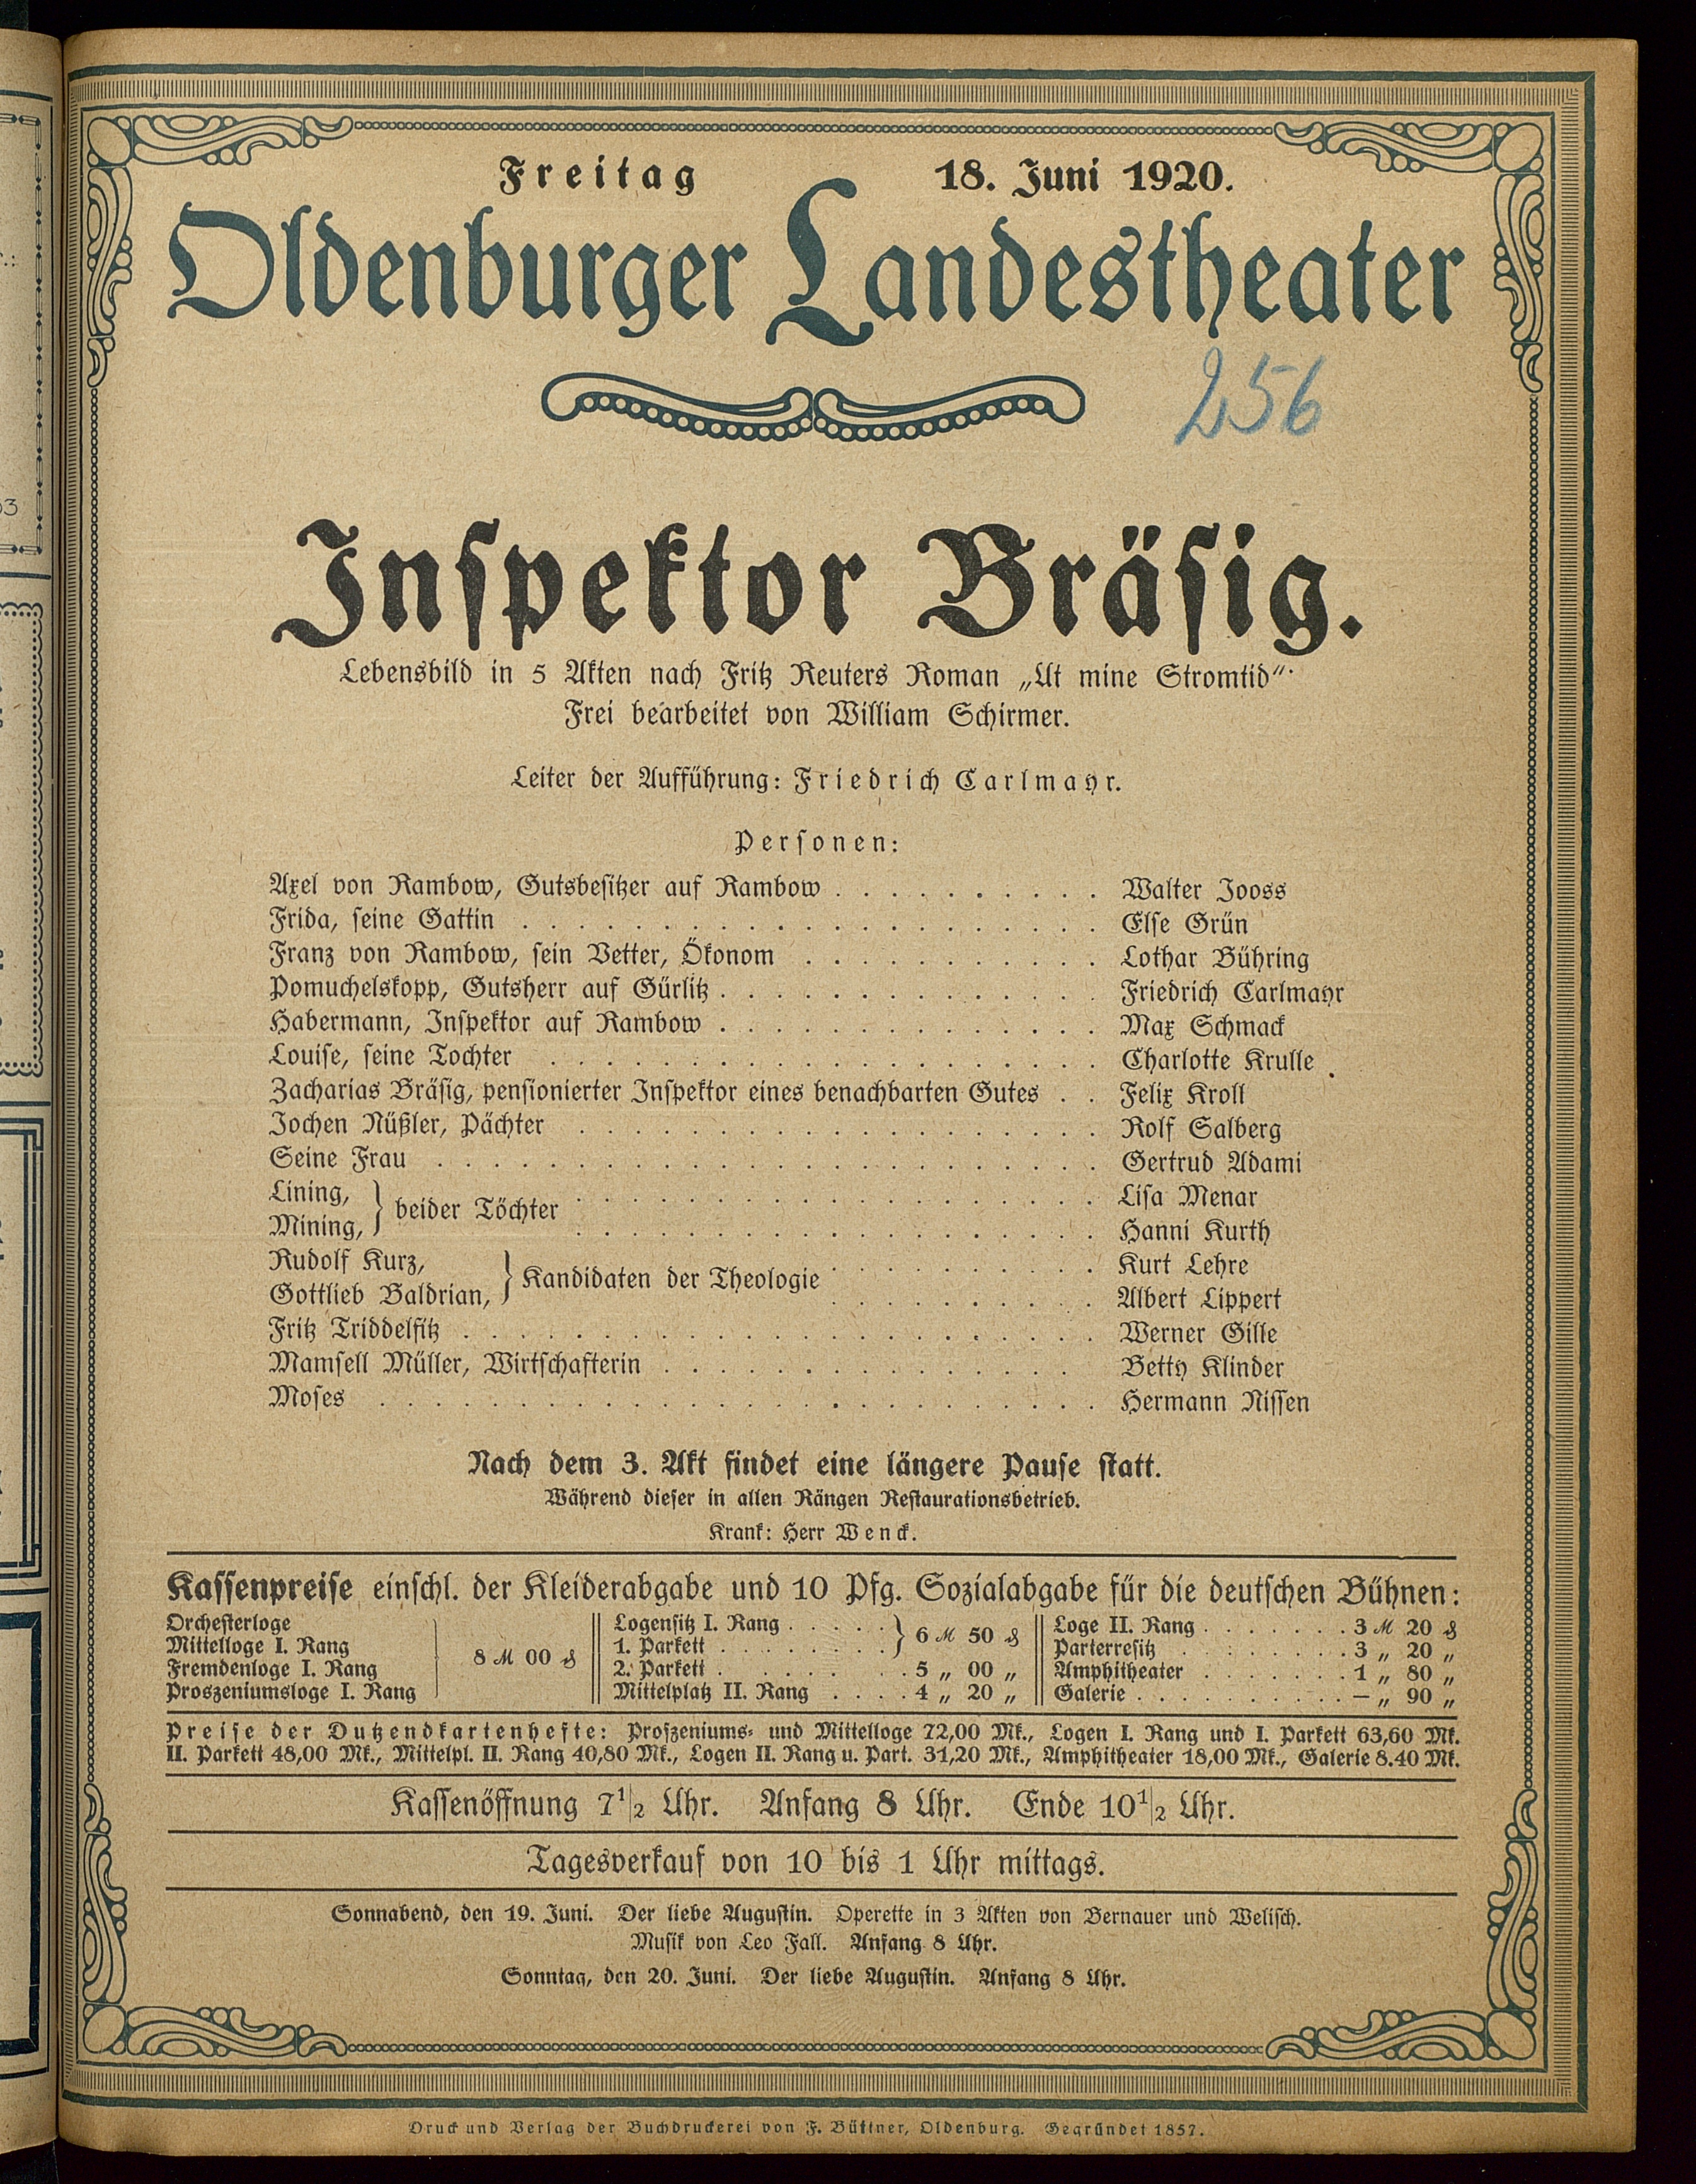 Freitag 18. Juni 1920.
Oldenburger Landestheater
256
Inspektor Bräsig.
Lebensbild in 5 Akten nach Fritz Reuters Roman „Ut mine Stromtid“.
Frei bearbeitet von William Schirmer.
Leiter der Aufführung: Friedrich Carlmayr.
Personen:
Axel von Rambow, Gutsbesitzer auf Rambow . . . . . . . . . . Walter Jooss
Frida, seine Gattin . . . . . . . . . . Else Grün
Franz von Rambow, sein Vetter, Ökonom . . . . . . . . . . Lothar Bühring
Pomuchelskopp, Gutsherr auf Gürlitz . . . . . . . . . . Friedrich Carlmayr
Habermann, Inspektor auf Rambow . . . . . . . . . . Max Schmack
Louise, seine Tochter . . . . . . . . . . Charlotte Krulle
Zacharias Bräsig, pensionierter Inspektor eines benachbarten Gutes . . Felix Kroll
Jochen Nüßler, Pächter . . . . . . . . . . Rolf Salberg
Seine Frau . . . . . . . . . . Gertrud Adami
Lining, } beider Töchter . . . . . . . . . . Lisa Menar
Mining, } . . . . . . . . . . Hanni Kurth
Rudolf Kurz, } Kandidaten der Theologie . . . . . . . . . . Kurt Lehre
Gottlieb Baldrian, } . . . . . . . . . . Albert Lippert
Fritz Triddelfitz . . . . . . . . . . Werner Gille
Mamsell Müller, Wirtschafterin . . . . . . . . . . Betty Klinder
Moses . . . . . . . . . . Hermann Nissen
Nach dem 3. Akt findet eine längere Pause statt.
Während dieser in allen Rängen Restaurationsbetrieb.
Krank: Herr Wenck.
Kassenpreise einschl. der Kleiderabgabe und 10 Pfg. Sozialabgabe für die deutschen Bühnen:
Orchesterloge
Mittelloge I. Rang
Fremdenloge I. Rang
Proszeniumsloge I. Rang
8 ℳ 00 ₰
Logensitz I. Rang . . . . .
1. Parkett . . . . . . . . } 6 ℳ 50 ₰
2. Parkett . . . . . . . . 5 „ 00 „
Mittelplatz II. Rang . . . . 4 „ 20 „
Loge II. Rang . . . . . . . 3 ℳ 20 ₰
Parterresitz . . . . . . . 3 „ 20 „
Amphitheater . . . . . . . 1 „ 80 „
Galerie . . . . . . . . . . — „ 90 „
Preise der Dutzendkartenhefte: Proszeniums- und Mittelloge 72,00 Mk., Logen I. Rang und I. Parkett 63,60 Mk.
II. Parkett 48,00 Mk., Mittelpl. II. Rang 40,80 Mk., Logen II. Rang u. Part. 31,20 Mk., Amphitheater 18,00 Mk., Galerie 8.40 Mk.
Kassenöffnung 7 1/2 Uhr. Anfang 8 Uhr. Ende 10 1/2 Uhr.
Tagesverkauf von 10 bis 1 Uhr mittags.
Sonnabend, den 19. Juni. Der liebe Augustin. Operette in 3 Akten von Bernauer und Welisch.
Musik von Leo Fall. Anfang 8 Uhr.
Sonntag, den 20. Juni. Der liebe Augustin. Anfang 8 Uhr.
Druck und Verlag der Buchdruckerei von F. Büttner, Oldenburg. Gegründet 1857.